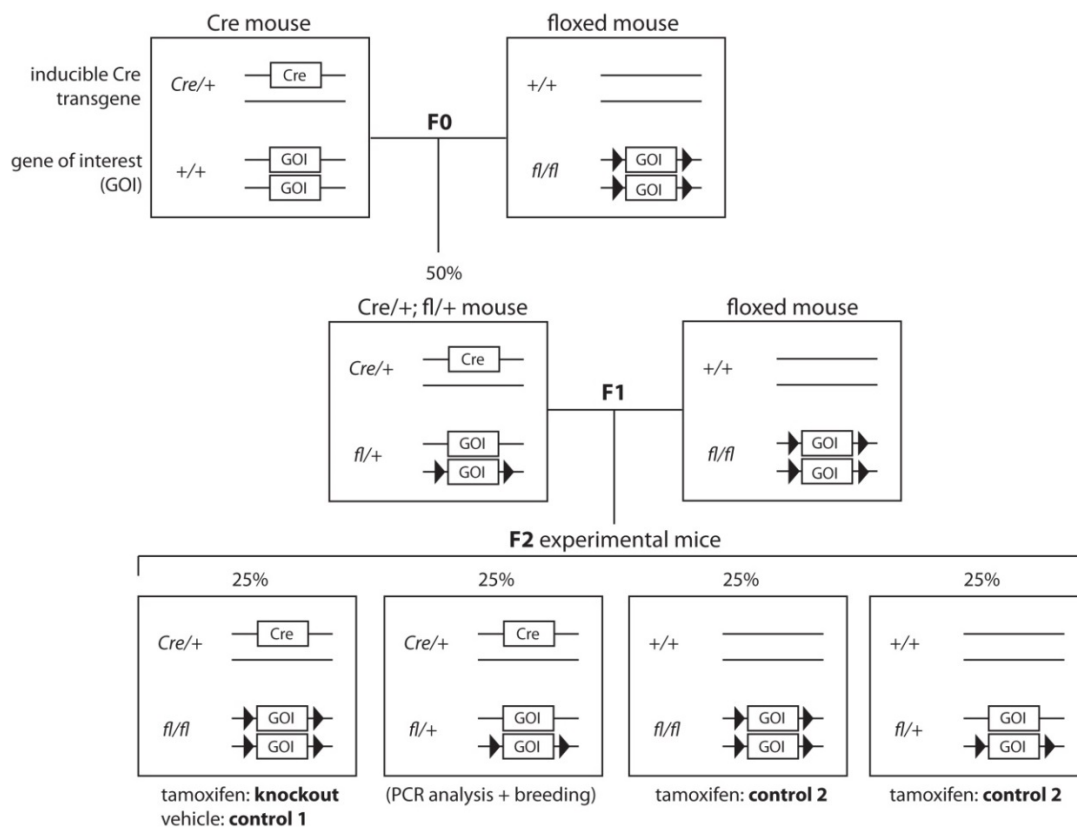 Cre mouse
floxed mouse
inducible Cre
transgene
Cre/+
Cre
+/+
F0
gene of interest
(GOI)
+/+
GOI
GOI
fl/fl
GOI
GOI
50%
Cre/+; fl/+ mouse
floxed mouse
Cre/+
Cre
+/+
F1
fl/+
GOI
GOI
fl/fl
GOI
GOI
F2 experimental mice
25%
25%
25%
25%
Cre/+
Cre
Cre/+
Cre
+/+
+/+
fl/fl
GOI
GOI
fl/+
GOI
GOI
fl/fl
GOI
GOI
fl/+
GOI
GOI
tamoxifen: knockout
vehicle: control 1
(PCR analysis + breeding)
tamoxifen: control 2
tamoxifen: control 2